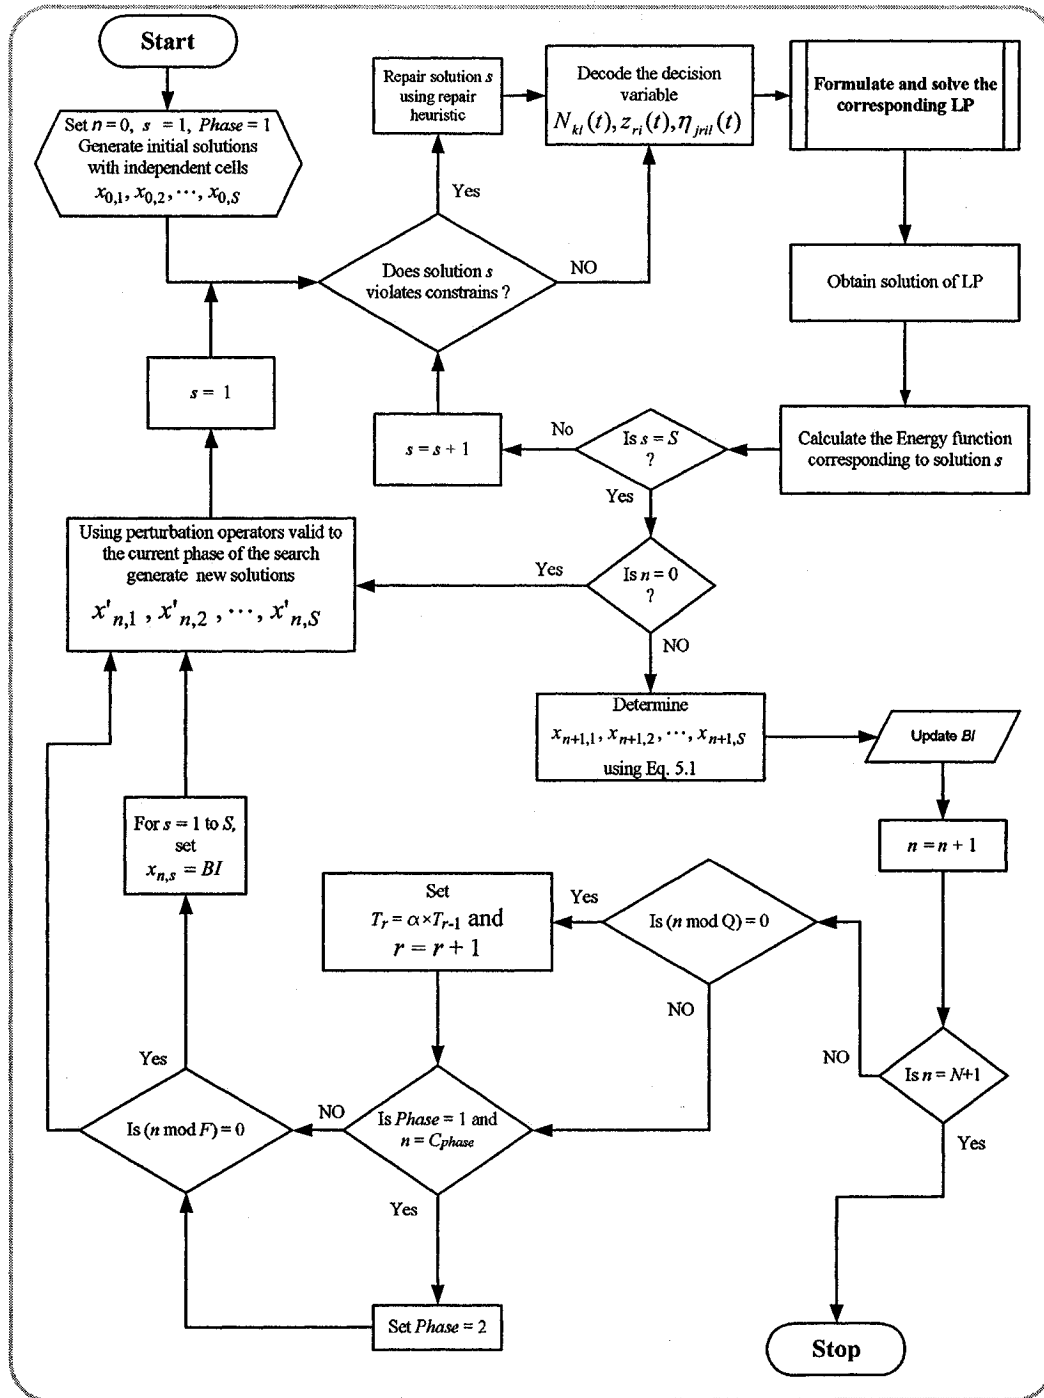 Start
Set n = 0, s = 1, Phase = 1
Generate initial solutions
with independent cells
x0,1, x0,2, ⋯, x0,S
Repair solution s
using repair
heuristic
Decode the decision
variable
Nkl(t), zri(t), ηjril(t)
Formulate and solve the
corresponding LP
Yes
Does solution s
violates constrains ?
NO
Obtain solution of LP
s = 1
s = s + 1
No
Is s = S
?
Calculate the Energy function
corresponding to solution s
Yes
Using perturbation operators valid to
the current phase of the search
generate new solutions
x'n,1 , x'n,2 , ⋯, x'n,S
Yes
Is n = 0
?
NO
Determine
xn+1,1, xn+1,2, ⋯, xn+1,S
using Eq. 5.1
Update BI
For s = 1 to S,
set
xn,s = BI
n = n + 1
Set
Tr = α×Tr-1 and
r = r + 1
Yes
Is (n mod Q) = 0
NO
NO
Is n = N+1
Yes
Yes
Is (n mod F) = 0
NO
Is Phase = 1 and
n = Cphase
Yes
Set Phase = 2
Stop